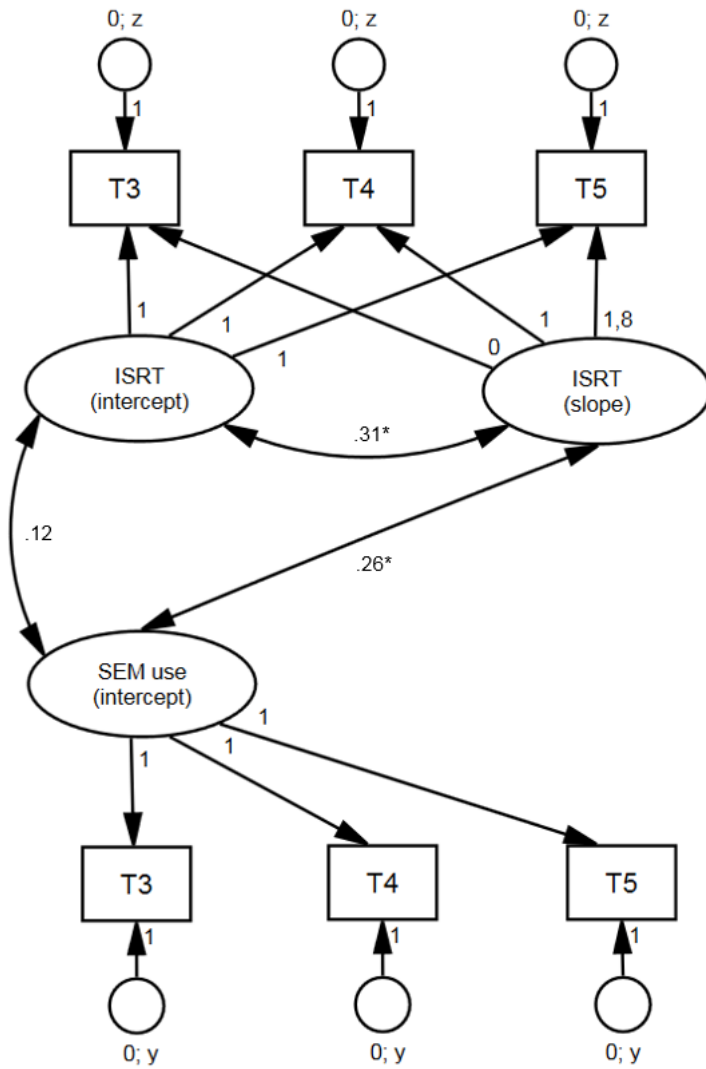 0; z 0; z 0; z
1 1 1
T3 T4 T5
1 1 1 0 1 1,8
ISRT
(intercept)
ISRT
(slope)
.31*
.12
.26*
SEM use
(intercept)
1 1 1
T3 T4 T5
1 1 1
0; y 0; y 0; y